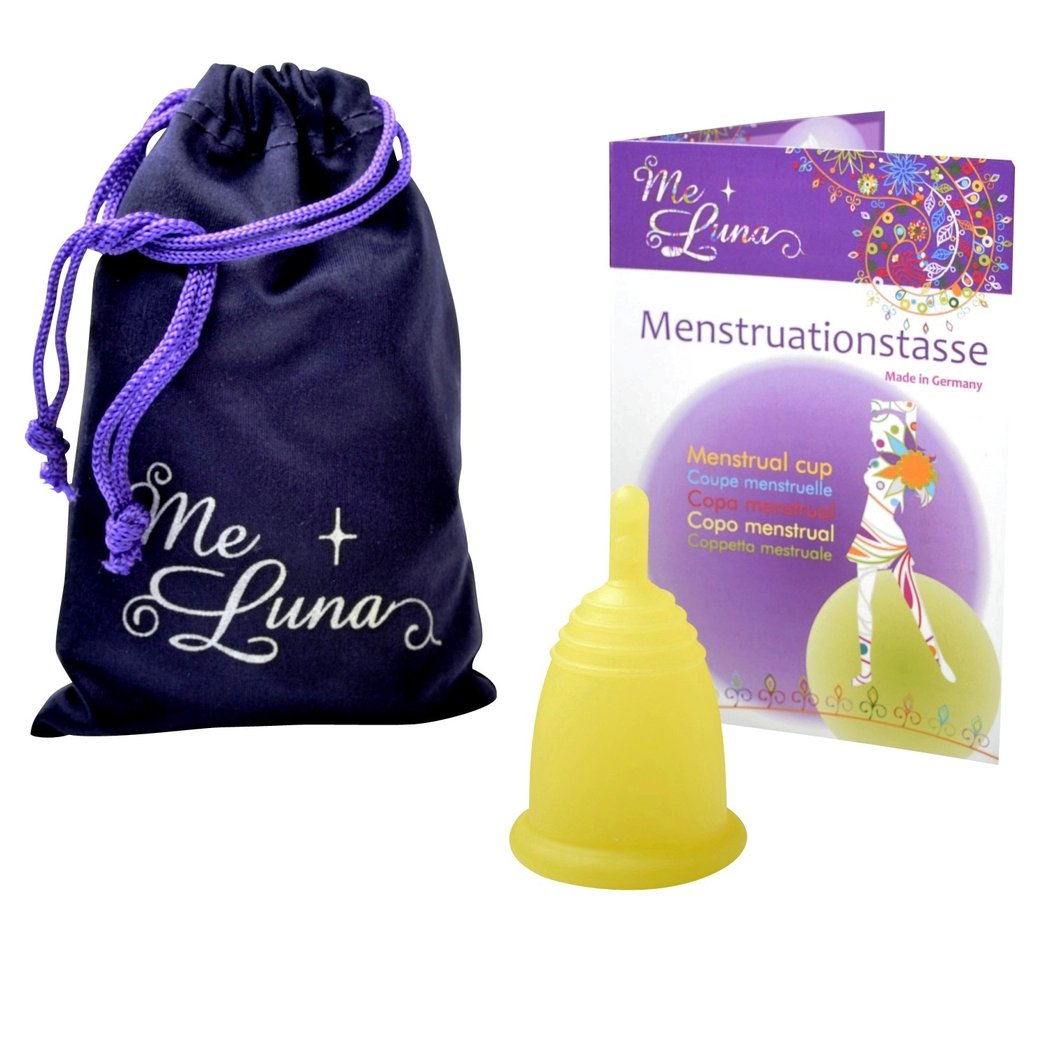 Me
Luna
Me
Luna
Menstruationstasse
Made in Germany
Menstrual cup
Coupe menstruelle
Copa menstrual
Copo menstrual
Coppetta mestruale